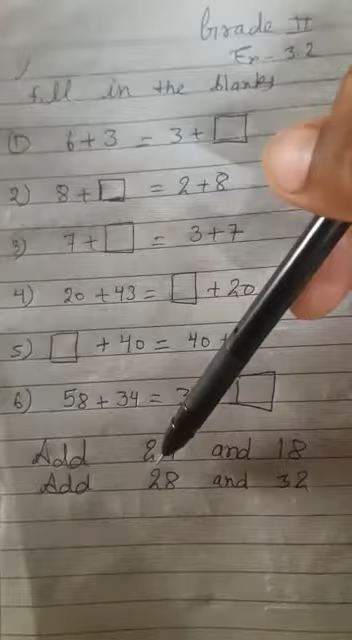 Grade II
Ex - 3.2
1)
fill in the blanks
① 6 + 3 = 3 + □
2) 8 + □ = 2 + 8
3) 7 + □ = 3 + 7
4) 20 + 43 = □ + 20
5) □ + 40 = 40
6) 58 + 34 = □
Add and 18
Add 28 and 32